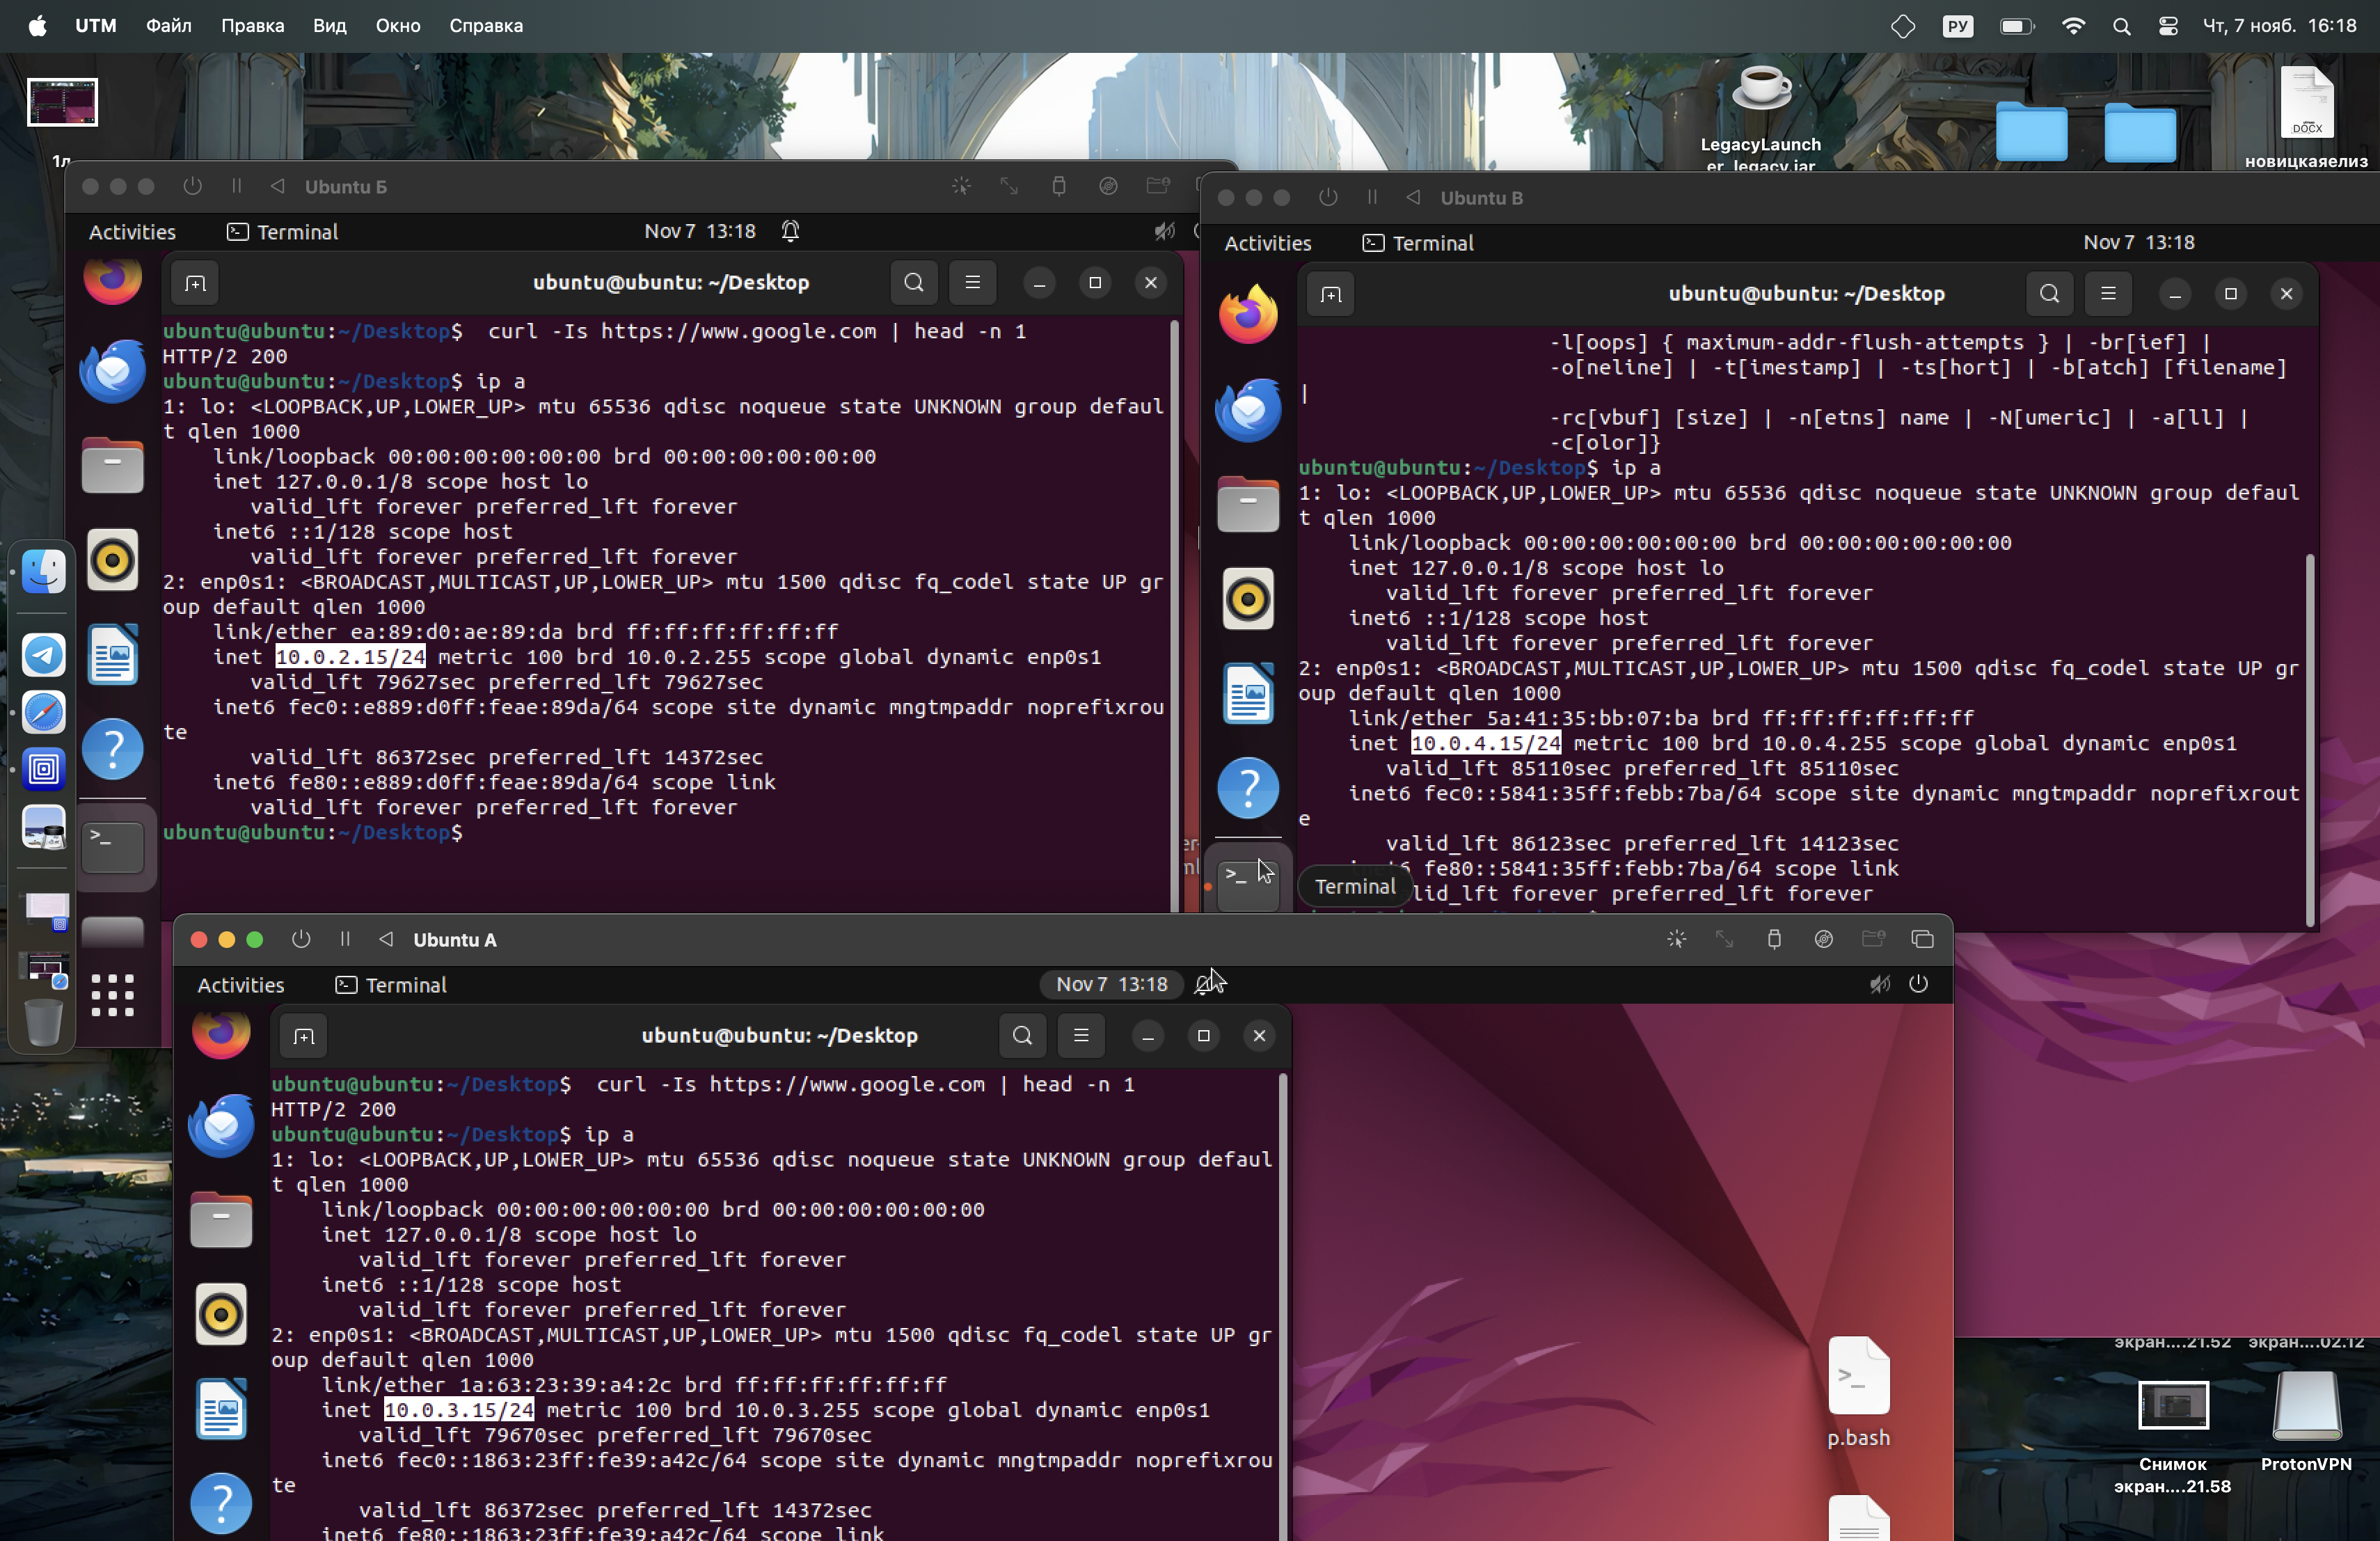 UTM Файл Правка Вид Окно Справка РУ Чт, 7 нояб. 16:18
LegacyLaunch
er_legacy.jar
DOCX
новицкаяелиз
Ubuntu Б
Activities Terminal Nov 7 13:18
ubuntu@ubuntu: ~/Desktop
ubuntu@ubuntu:~/Desktop$  curl -Is https://www.google.com | head -n 1
HTTP/2 200
ubuntu@ubuntu:~/Desktop$ ip a
1: lo: <LOOPBACK,UP,LOWER_UP> mtu 65536 qdisc noqueue state UNKNOWN group defaul
t qlen 1000
link/loopback 00:00:00:00:00:00 brd 00:00:00:00:00:00
inet 127.0.0.1/8 scope host lo
valid_lft forever preferred_lft forever
inet6 ::1/128 scope host
valid_lft forever preferred_lft forever
2: enp0s1: <BROADCAST,MULTICAST,UP,LOWER_UP> mtu 1500 qdisc fq_codel state UP gr
oup default qlen 1000
link/ether ea:89:d0:ae:89:da brd ff:ff:ff:ff:ff:ff
inet 10.0.2.15/24 metric 100 brd 10.0.2.255 scope global dynamic enp0s1
valid_lft 79627sec preferred_lft 79627sec
inet6 fec0::e889:d0ff:feae:89da/64 scope site dynamic mngtmpaddr noprefixrou
te
valid_lft 86372sec preferred_lft 14372sec
inet6 fe80::e889:d0ff:feae:89da/64 scope link
valid_lft forever preferred_lft forever
ubuntu@ubuntu:~/Desktop$
Ubuntu B
Activities Terminal Nov 7 13:18
ubuntu@ubuntu: ~/Desktop
-l[oops] { maximum-addr-flush-attempts } | -br[ief] |
-o[neline] | -t[imestamp] | -ts[hort] | -b[atch] [filename]
|
-rc[vbuf] [size] | -n[etns] name | -N[umeric] | -a[ll] |
-c[olor]}
ubuntu@ubuntu:~/Desktop$ ip a
1: lo: <LOOPBACK,UP,LOWER_UP> mtu 65536 qdisc noqueue state UNKNOWN group defaul
t qlen 1000
link/loopback 00:00:00:00:00:00 brd 00:00:00:00:00:00
inet 127.0.0.1/8 scope host lo
valid_lft forever preferred_lft forever
inet6 ::1/128 scope host
valid_lft forever preferred_lft forever
2: enp0s1: <BROADCAST,MULTICAST,UP,LOWER_UP> mtu 1500 qdisc fq_codel state UP gr
oup default qlen 1000
link/ether 5a:41:35:bb:07:ba brd ff:ff:ff:ff:ff:ff
inet 10.0.4.15/24 metric 100 brd 10.0.4.255 scope global dynamic enp0s1
valid_lft 85110sec preferred_lft 85110sec
inet6 fec0::5841:35ff:febb:7ba/64 scope site dynamic mngtmpaddr noprefixrout
e
valid_lft 86123sec preferred_lft 14123sec
fe80::5841:35ff:febb:7ba/64 scope link
lid_lft forever preferred_lft forever
Terminal
Ubuntu A
Activities Terminal Nov 7 13:18
ubuntu@ubuntu: ~/Desktop
ubuntu@ubuntu:~/Desktop$  curl -Is https://www.google.com | head -n 1
HTTP/2 200
ubuntu@ubuntu:~/Desktop$ ip a
1: lo: <LOOPBACK,UP,LOWER_UP> mtu 65536 qdisc noqueue state UNKNOWN group defaul
t qlen 1000
link/loopback 00:00:00:00:00:00 brd 00:00:00:00:00:00
inet 127.0.0.1/8 scope host lo
valid_lft forever preferred_lft forever
inet6 ::1/128 scope host
valid_lft forever preferred_lft forever
2: enp0s1: <BROADCAST,MULTICAST,UP,LOWER_UP> mtu 1500 qdisc fq_codel state UP gr
oup default qlen 1000
link/ether 1a:63:23:39:a4:2c brd ff:ff:ff:ff:ff:ff
inet 10.0.3.15/24 metric 100 brd 10.0.3.255 scope global dynamic enp0s1
valid_lft 79670sec preferred_lft 79670sec
inet6 fec0::1863:23ff:fe39:a42c/64 scope site dynamic mngtmpaddr noprefixrou
te
valid_lft 86372sec preferred_lft 14372sec
inet6 fe80::1863:23ff:fe39:a42c/64 scope link
p.bash
экран....21.52 экран....02.12
Снимок
экран....21.58
ProtonVPN